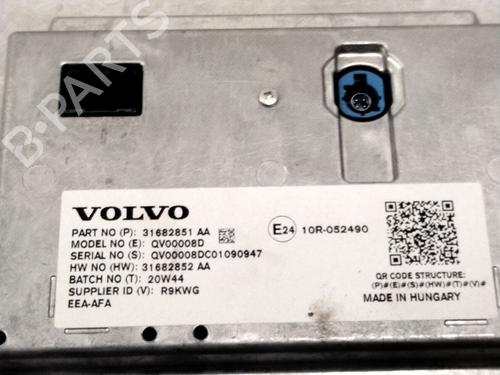 B-PARTS
VOLVO
PART NO (P): 31682851 AA
MODEL NO (E): QV00008D
SERIAL NO (S): QV00008DC01090947
HW NO (HW): 31682852 AA
BATCH NO (T): 20W44
SUPPLIER ID (V): R9KWG
EEA-AFA
E24 10R-052490
QR CODE STRUCTURE:
(P)#(E)#(S)#(HW)#(T)#(V)#
MADE IN HUNGARY